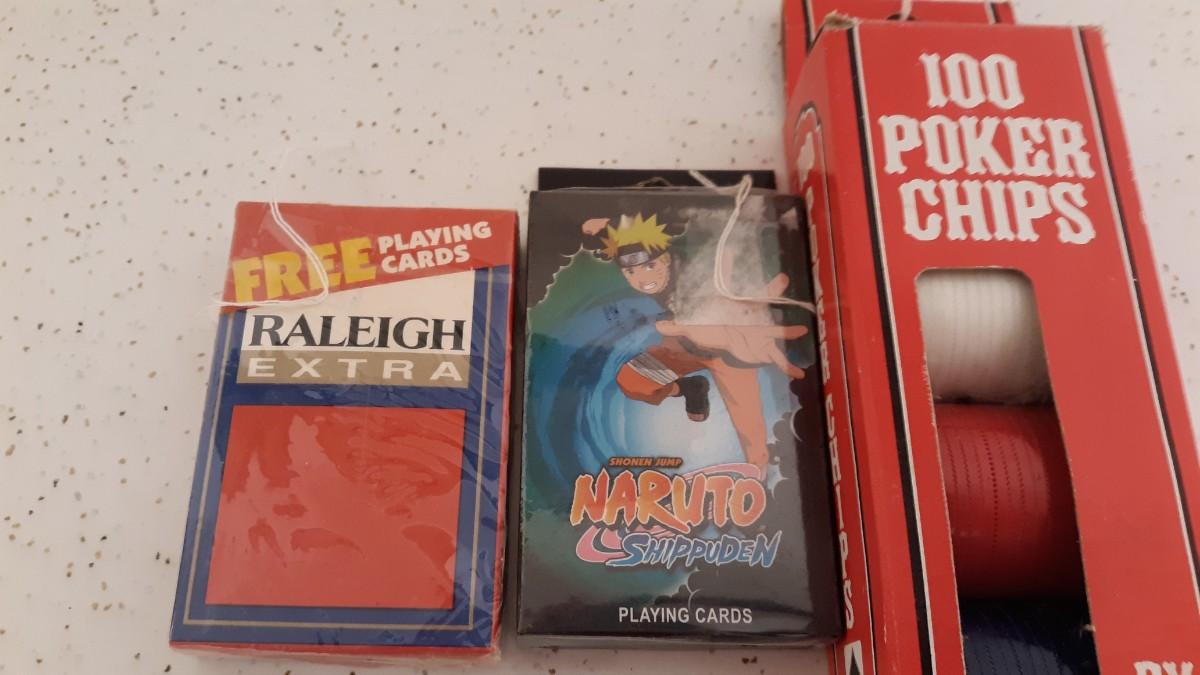 FREE PLAYING
CARDS
RALEIGH
EXTRA
SHONEN JUMP
NARUTO
SHIPPUDEN
PLAYING CARDS
100
POKER
CHIPS